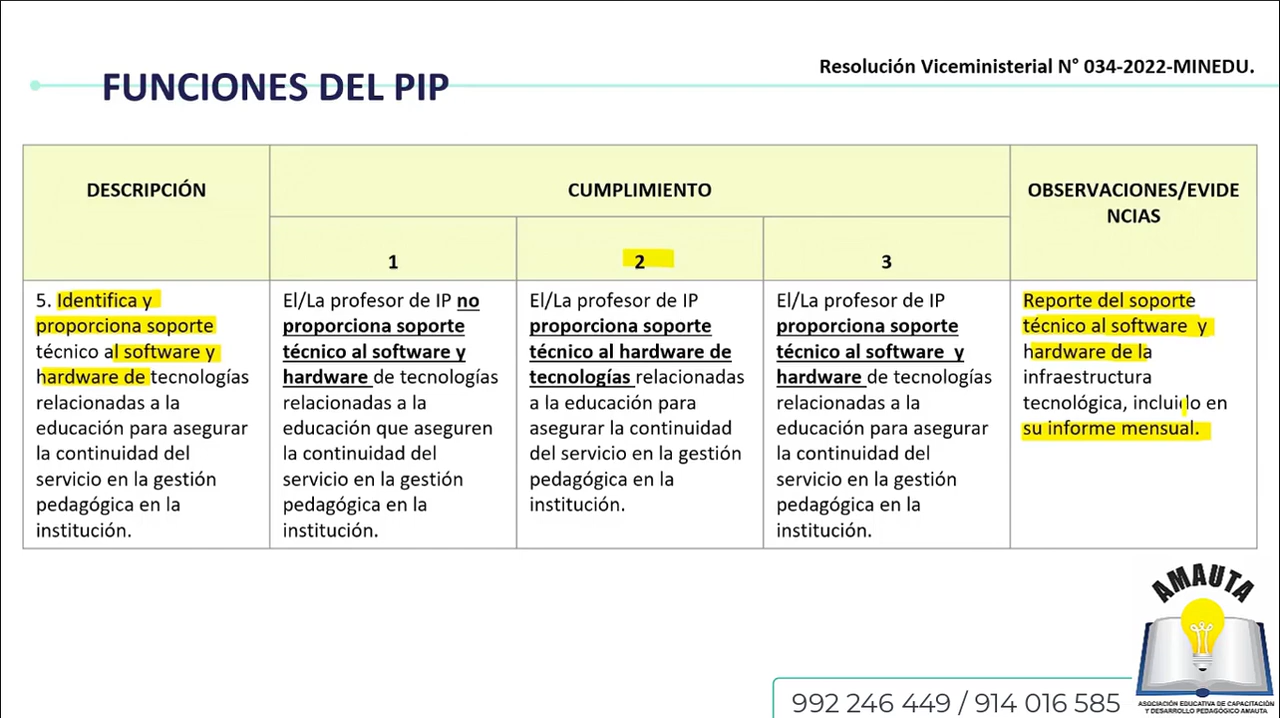 Resolución Viceministerial N° 034-2022-MINEDU.
FUNCIONES DEL PIP
DESCRIPCIÓN
CUMPLIMIENTO
OBSERVACIONES/EVIDE
NCIAS
1
2
3
5. Identifica y
proporciona soporte
técnico al software y
hardware de tecnologías
relacionadas a la
educación para asegurar
la continuidad del
servicio en la gestión
pedagógica en la
institución.
El/La profesor de IP no
proporciona soporte
técnico al software y
hardware de tecnologías
relacionadas a la
educación que aseguren
la continuidad del
servicio en la gestión
pedagógica en la
institución.
El/La profesor de IP
proporciona soporte
técnico al hardware de
tecnologías relacionadas
a la educación para
asegurar la continuidad
del servicio en la gestión
pedagógica en la
institución.
El/La profesor de IP
proporciona soporte
técnico al software y
hardware de tecnologías
relacionadas a la
educación para asegurar
la continuidad del
servicio en la gestión
pedagógica en la
institución.
Reporte del soporte
técnico al software y
hardware de la
infraestructura
tecnológica, incluido en
su informe mensual.
AMAUTA
ASOCIACIÓN EDUCATIVA DE CAPACITACIÓN
Y DESARROLLO PEDAGÓGICO AMAUTA
992 246 449 / 914 016 585